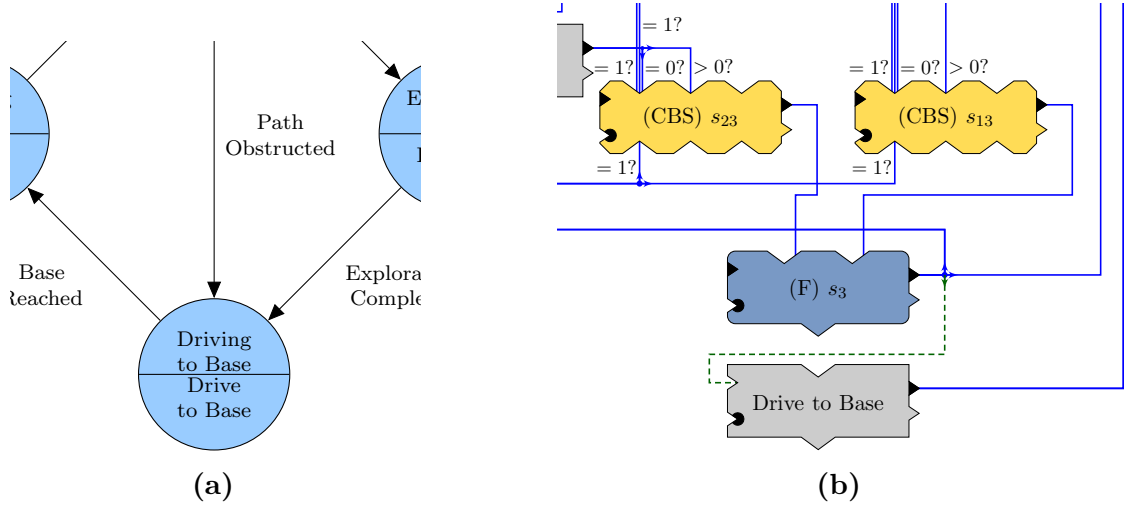 Path
Obstructed
Base
Driving
to Base
Drive
to Base
(a)
= 1?
= 1?
= 0?
> 0?
(CBS) s23
= 1?
= 1?
= 0?
> 0?
(CBS) s13
= 1?
(F) s3
Drive to Base
(b)